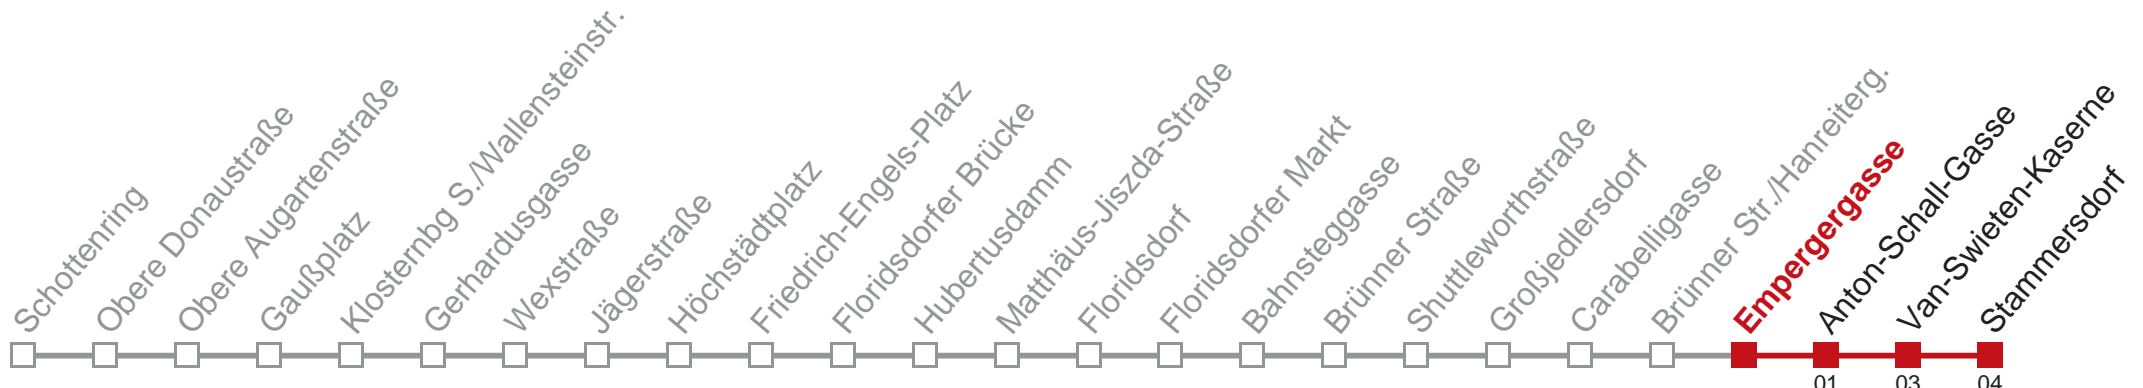 Schottenring
Obere Donaustraße
Obere Augartenstraße
Gaußplatz
Klosternbg S./Wallensteinstr.
Gerhardusgasse
Wexstraße
Jägerstraße
Höchstädtplatz
Friedrich-Engels-Platz
Floridsdorfer Brücke
Hubertusdamm
Matthäus-Jiszda-Straße
Floridsdorf
Floridsdorfer Markt
Bahnsteggasse
Brünner Straße
Shuttleworthstraße
Großjedlersdorf
Carabelligasse
Brünner Str./Hanreiterg.
Empergergasse
Anton-Schall-Gasse
Van-Swieten-Kaserne
Stammersdorf
01
03
04